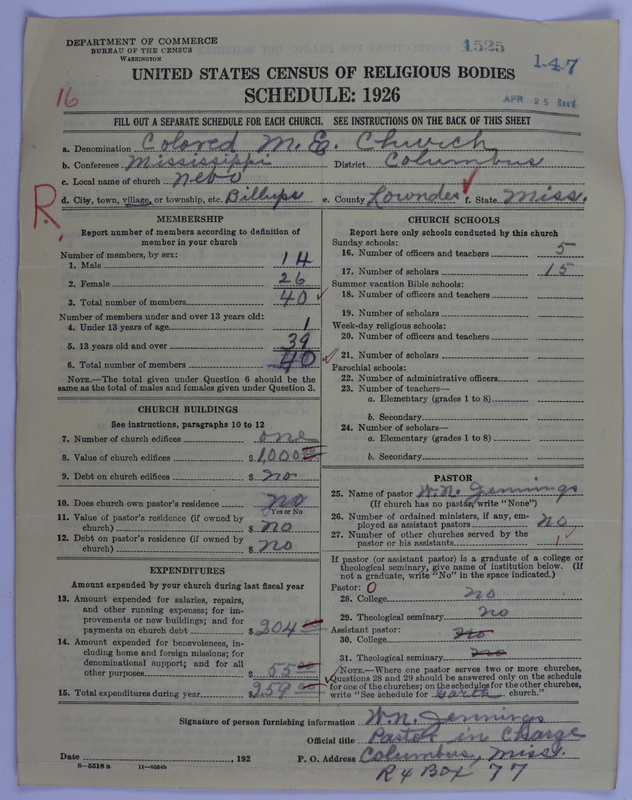 DEPARTMENT OF COMMERCE
BUREAU OF THE CENSUS
WASHINGTON
1525
1-4-7
APR 25
16
UNITED STATES CENSUS OF RELIGIOUS BODIES
SCHEDULE: 1926
FILL OUT A SEPARATE SCHEDULE FOR EACH CHURCH. SEE INSTRUCTIONS ON THE BACK OF THIS SHEET
a. Denomination Colored M. E. Church
b. Conference Mississippi District Columbus
c. Local name of church Nebo
R.
d. City, town, village, or township, etc. Billups e. County Lowndes f. State Miss.
MEMBERSHIP
Report number of members according to definition of
member in your church
Number of members, by sex:
1. Male 14
2. Female 26
3. Total number of members 40
Number of members under and over 13 years old:
4. Under 13 years of age 1
5. 13 years old and over 39
6. Total number of members 40
NOTE.—The total given under Question 6 should be the
same as the total of males and females given under Question 3.
CHURCH BUILDINGS
See instructions, paragraphs 10 to 12
7. Number of church edifices one
8. Value of church edifices $ 1,000 00
9. Debt on church edifices $ no
10. Does church own pastor's residence no
Yes or No
11. Value of pastor's residence (if owned by
church) $ no
12. Debt on pastor's residence (if owned by
church) $ no
EXPENDITURES
Amount expended by your church during last fiscal year
13. Amount expended for salaries, repairs,
and other running expenses; for im-
provements or new buildings; and for
payments on church debt $ 204
14. Amount expended for benevolences, in-
cluding home and foreign missions; for
denominational support; and for all
other purposes $ 55 00
15. Total expenditures during year $ 259 00
CHURCH SCHOOLS
Report here only schools conducted by this church
Sunday schools:
16. Number of officers and teachers 5
17. Number of scholars 15
Summer vacation Bible schools:
18. Number of officers and teachers
19. Number of scholars
Week-day religious schools:
20. Number of officers and teachers
21. Number of scholars
Parochial schools:
22. Number of administrative officers
23. Number of teachers—
a. Elementary (grades 1 to 8)
b. Secondary
24. Number of scholars—
a. Elementary (grades 1 to 8)
b. Secondary
PASTOR
25. Name of pastor W. N. Jennings
(If church has no pastor, write "None")
26. Number of ordained ministers, if any, em-
ployed as assistant pastors no
27. Number of other churches served by the
pastor or his assistants 1
If pastor (or assistant pastor) is a graduate of a college or
theological seminary, give name of institution below. (If
not a graduate, write "No" in the space indicated.)
Pastor: O
28. College no
29. Theological seminary no
Assistant pastor:
30. College no
31. Theological seminary no
NOTE.—Where one pastor serves two or more churches,
Questions 28 and 29 should be answered only on the schedule
for one of the churches; on the schedules for the other churches,
write "See schedule for church."
Signature of person furnishing information W. N. Jennings
Official title Pastor in Charge
Date , 192 P. O. Address Columbus, Miss.
8-5518 a 11-60545
R 4 Box 77